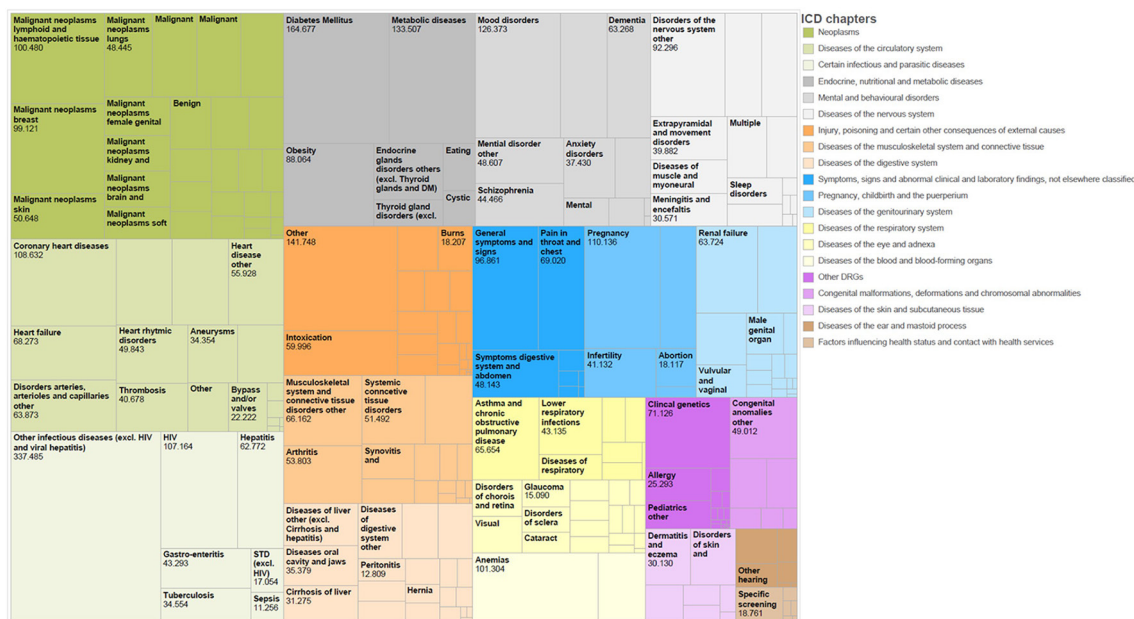 Malignant neoplasms
lymphoid and
haematopoietic tissue
100.480
Malignant
neoplasms
lungs
48.445
Malignant
Malignant
Malignant neoplasms
breast
99.121
Malignant
neoplasms
female genital
Benign
Malignant
neoplasms
kidney and
Malignant
neoplasms
brain and
Malignant neoplasms
skin
50.648
Malignant
neoplasms soft
Coronary heart diseases
108.632
Heart
disease
other
55.928
Heart failure
68.273
Heart rhytmic
disorders
49.843
Aneurysms
34.354
Disorders arteries,
arterioles and capillaries
other
63.873
Thrombosis
40.678
Other
Bypass
and/or
valves
22.222
Other infectious diseases (excl. HIV
and viral hepatitis)
337.485
HIV
107.164
Hepatitis
62.772
Gastro-enteritis
43.293
STD
(excl.
HIV)
17.054
Tuberculosis
34.554
Sepsis
11.256
Diabetes Mellitus
164.677
Metabolic diseases
133.507
Obesity
88.064
Endocrine
glands
disorders others
(excl. Thyroid
glands and DM)
Eating
Thyroid gland
disorders (excl.
Cystic
Mood disorders
126.373
Dementia
63.268
Mential disorder
other
48.607
Anxiety
disorders
37.430
Schizophrenia
44.466
Mental
Disorders of the
nervous system
other
92.296
Extrapyramidal
and movement
disorders
39.882
Multiple
Diseases of
muscle and
myoneural
Sleep
disorders
Meningitis and
encefaltis
30.571
Other
141.748
Burns
18.207
Intoxication
59.996
Musculoskeletal
system and
connective tissue
disorders other
66.162
Systemic
conncetive
tissue
disorders
51.492
Arthritis
53.803
Synovitis
and
Diseases of liver
other (excl.
Cirrhosis and
hepatitis)
Diseases
of
digestive
system
other
Diseases oral
cavity and jaws
35.379
Peritonitis
12.809
Cirrhosis of liver
31.275
Hernia
General
symptoms and
signs
96.861
Pain in
throat and
chest
69.020
Symptoms digestive
system and
abdomen
48.143
Pregnancy
110.136
Infertility
41.132
Abortion
18.117
Renal failure
63.724
Male
genital
organ
Vulvular
and
vaginal
Asthma and
chronic
obstructive
pulmonary
disease
65.654
Lower
respiratory
infections
43.135
Diseases of
respiratory
Disorders
of chorois
and retina
Glaucoma
15.090
Disorders
of sclera
Visual
Cataract
Anemias
101.304
Clincal genetics
71.126
Allergy
25.293
Pediatrics
other
Congenital
anomalies
other
49.012
Dermatitis
and
eczema
30.130
Disorders
of skin
and
Other
hearing
Specific
screening
18.761
ICD chapters
Neoplasms
Diseases of the circulatory system
Certain infectious and parasitic diseases
Endocrine, nutritional and metabolic diseases
Mental and behavioural disorders
Diseases of the nervous system
Injury, poisoning and certain other consequences of external causes
Diseases of the musculoskeletal system and connective tissue
Diseases of the digestive system
Symptoms, signs and abnormal clinical and laboratory findings, not elsewhere classified
Pregnancy, childbirth and the puerperium
Diseases of the genitourinary system
Diseases of the respiratory system
Diseases of the eye and adnexa
Diseases of the blood and blood-forming organs
Other DRGs
Congenital malformations, deformations and chromosomal abnormalities
Diseases of the skin and subcutaneous tissue
Diseases of the ear and mastoid process
Factors influencing health status and contact with health services